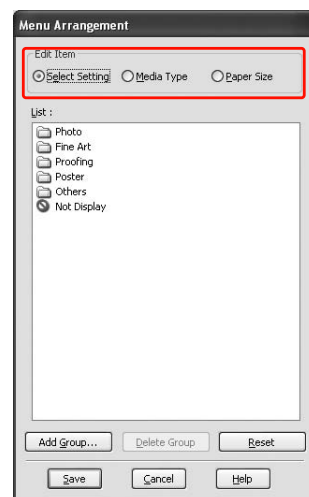 Menu Arrangement
Edit Item
Select Setting Media Type Paper Size
List :
Photo
Fine Art
Proofing
Poster
Others
Not Display
Add Group... Delete Group Reset
Save Cancel Help